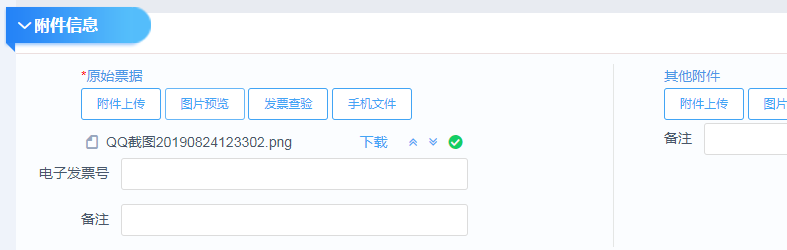 附件信息
*原始票据
附件上传 图片预览 发票查验 手机文件
QQ截图20190824123302.png 下载
电子发票号
备注
其他附件
附件上传 图片
备注